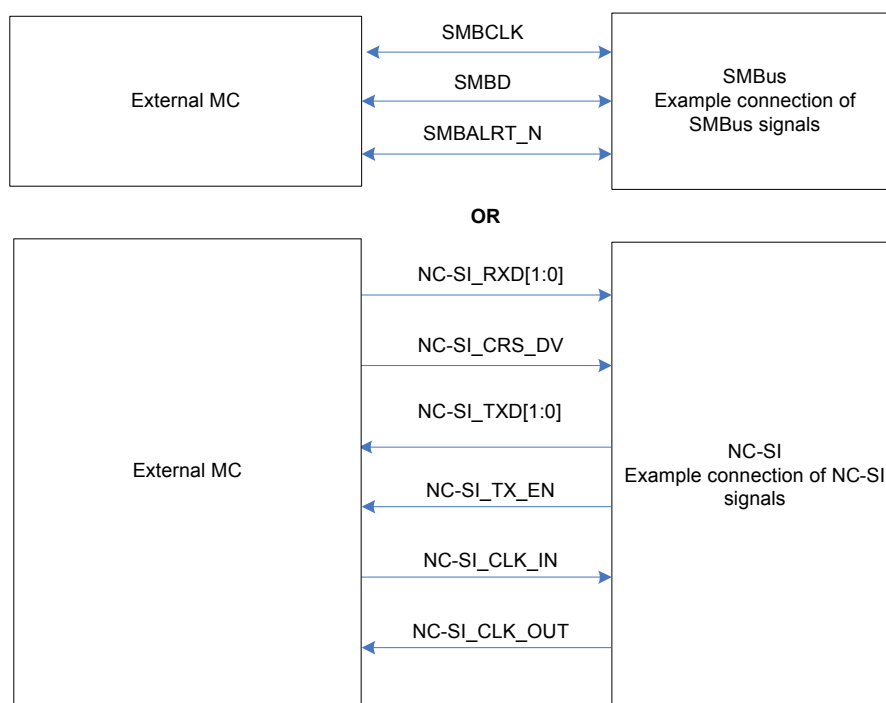 SMBCLK
External MC
SMBD
SMBALRT_N
SMBus
Example connection of
SMBus signals
OR
NC-SI_RXD[1:0]
NC-SI_CRS_DV
NC-SI_TXD[1:0]
External MC
NC-SI_TX_EN
NC-SI_CLK_IN
NC-SI_CLK_OUT
NC-SI
Example connection of NC-SI
signals